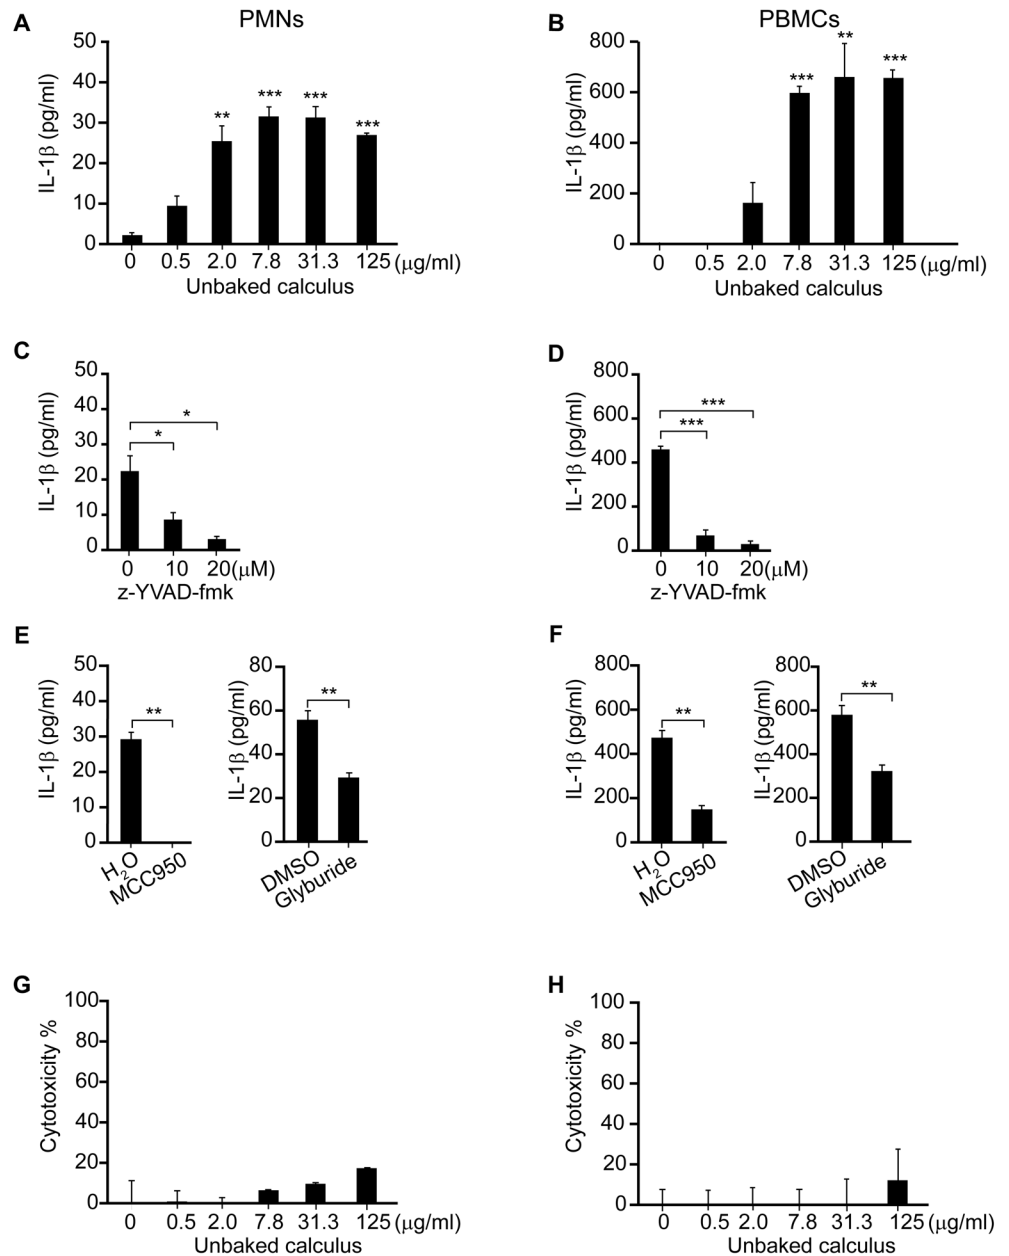 A PMNs
IL-1β (pg/ml)
50
40
30
20
10
0
** *** *** ***
0 0.5 2.0 7.8 31.3 125 (μg/ml)
Unbaked calculus
B PBMCs
IL-1β (pg/ml)
800
600
400
200
0
*** ** ***
0 0.5 2.0 7.8 31.3 125 (μg/ml)
Unbaked calculus
C
IL-1β (pg/ml)
50
40
30
20
10
0
*
*
0 10 20(μM)
z-YVAD-fmk
D
IL-1β (pg/ml)
800
600
400
200
0
***
***
0 10 20(μM)
z-YVAD-fmk
E
IL-1β (pg/ml)
50
40
30
20
10
0
**
H₂O
MCC950
IL-1β (pg/ml)
80
60
40
20
0
**
DMSO
Glyburide
F
IL-1β (pg/ml)
800
600
400
200
0
**
H₂O
MCC950
IL-1β (pg/ml)
800
600
400
200
0
**
DMSO
Glyburide
G
Cytotoxicity %
100
80
60
40
20
0
0 0.5 2.0 7.8 31.3 125 (μg/ml)
Unbaked calculus
H
Cytotoxicity %
100
80
60
40
20
0
0 0.5 2.0 7.8 31.3 125 (μg/ml)
Unbaked calculus